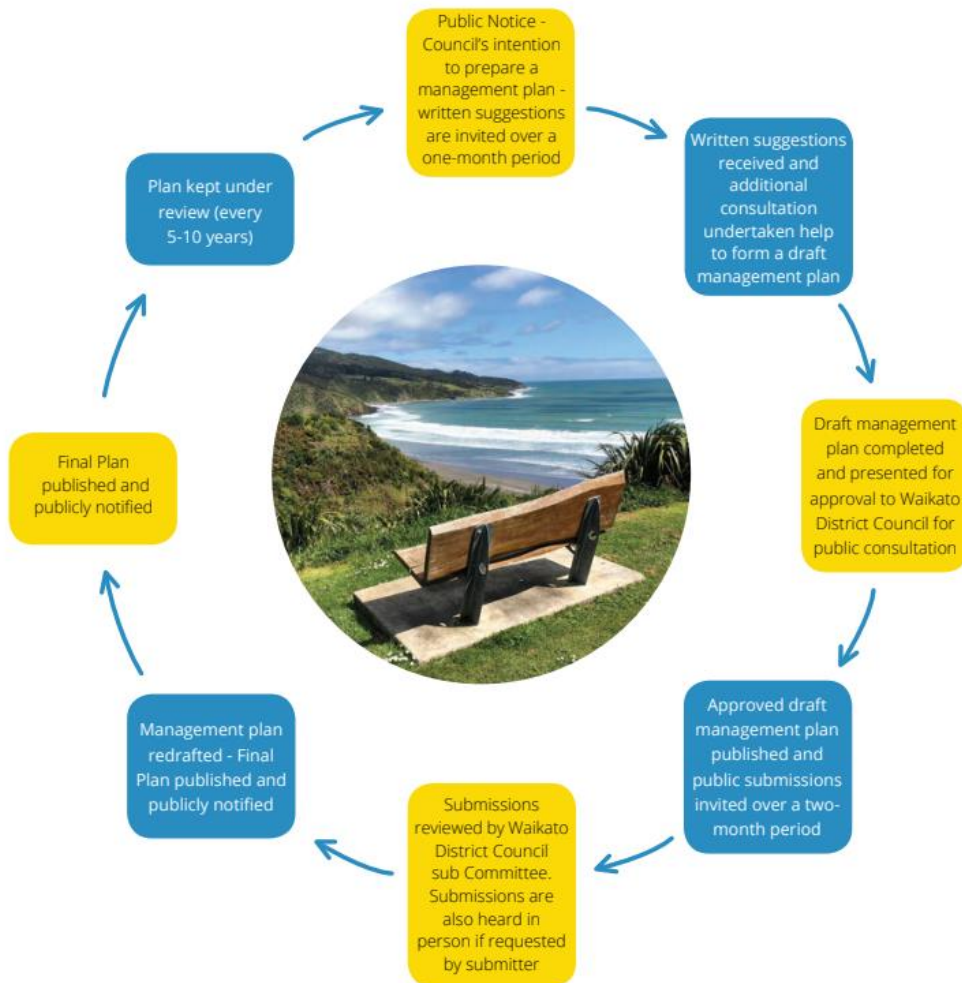 Public Notice -
Council's intention
to prepare a
management plan -
written suggestions
are invited over a
one-month period
Written suggestions
received and
additional
consultation
undertaken help
to form a draft
management plan
Draft management
plan completed
and presented for
approval to Waikato
District Council for
public consultation
Approved draft
management plan
published and
public submissions
invited over a two-
month period
Submissions
reviewed by Waikato
District Council
sub Committee.
Submissions are
also heard in
person if requested
by submitter
Management plan
redrafted - Final
Plan published and
publicly notified
Final Plan
published and
publicly notified
Plan kept under
review (every
5-10 years)